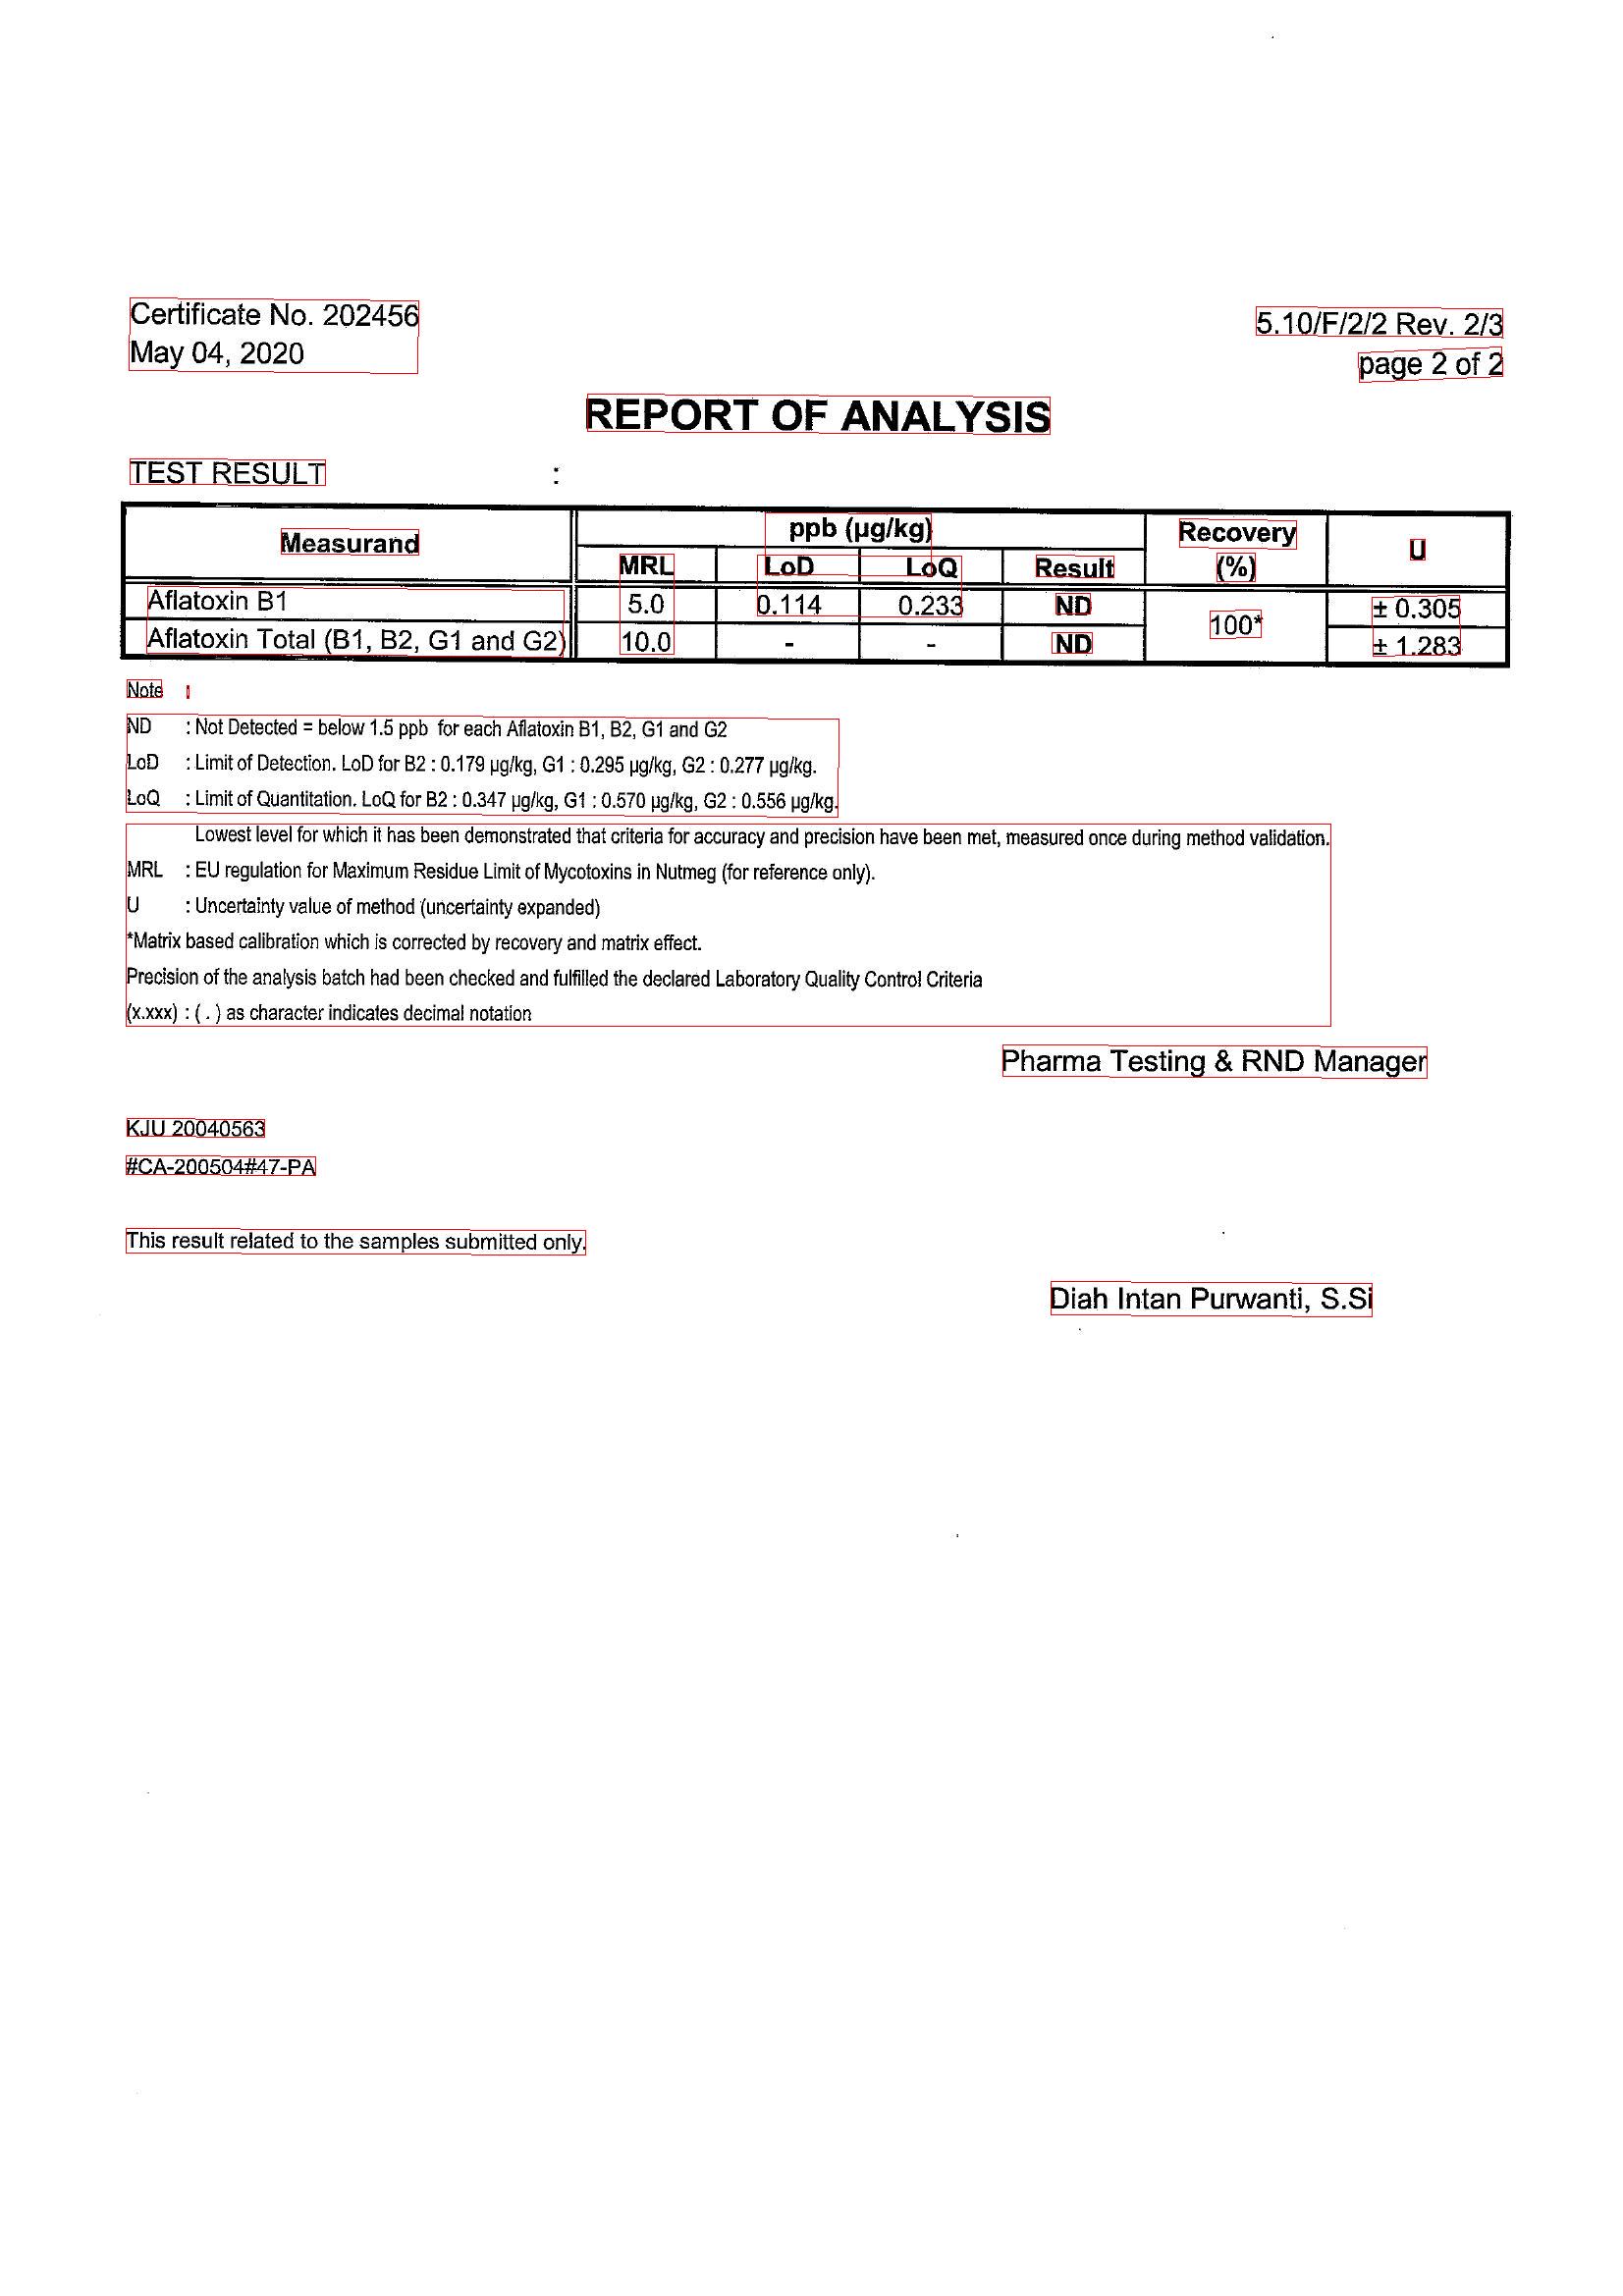 Certificate No. 202456
5.10/F/2/2 Rev. 2/3
May 04, 2020
page 2 of 2
REPORT OF ANALYSIS
TEST RESULT :
Measurand ppb (µg/kg) Recovery (%) U
MRL LoD LoQ Result
Aflatoxin B1 5.0 0.114 0.233 ND 100* ± 0.305
Aflatoxin Total (B1, B2, G1 and G2) 10.0 - - ND ± 1.283
Note :
ND : Not Detected = below 1.5 ppb for each Aflatoxin B1, B2, G1 and G2
LoD : Limit of Detection. LoD for B2 : 0.179 µg/kg, G1 : 0.295 µg/kg, G2 : 0.277 µg/kg.
LoQ : Limit of Quantitation. LoQ for B2 : 0.347 µg/kg, G1 : 0.570 µg/kg, G2 : 0.556 µg/kg.
Lowest level for which it has been demonstrated that criteria for accuracy and precision have been met, measured once during method validation.
MRL : EU regulation for Maximum Residue Limit of Mycotoxins in Nutmeg (for reference only).
U : Uncertainty value of method (uncertainty expanded)
*Matrix based calibration which is corrected by recovery and matrix effect.
Precision of the analysis batch had been checked and fulfilled the declared Laboratory Quality Control Criteria
(x.xxx) : ( . ) as character indicates decimal notation
Pharma Testing & RND Manager
KJU 20040563
#CA-200504#47-PA
This result related to the samples submitted only.
Diah Intan Purwanti, S.Si